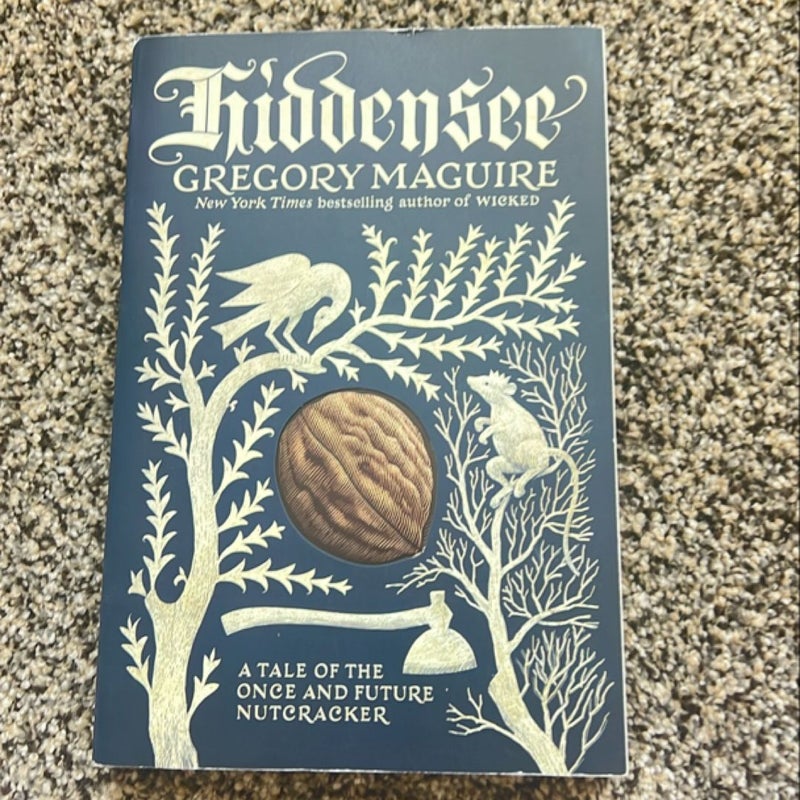 Hiddensee
GREGORY MAGUIRE
New York Times bestselling author of WICKED
A TALE OF THE
ONCE AND FUTURE
NUTCRACKER